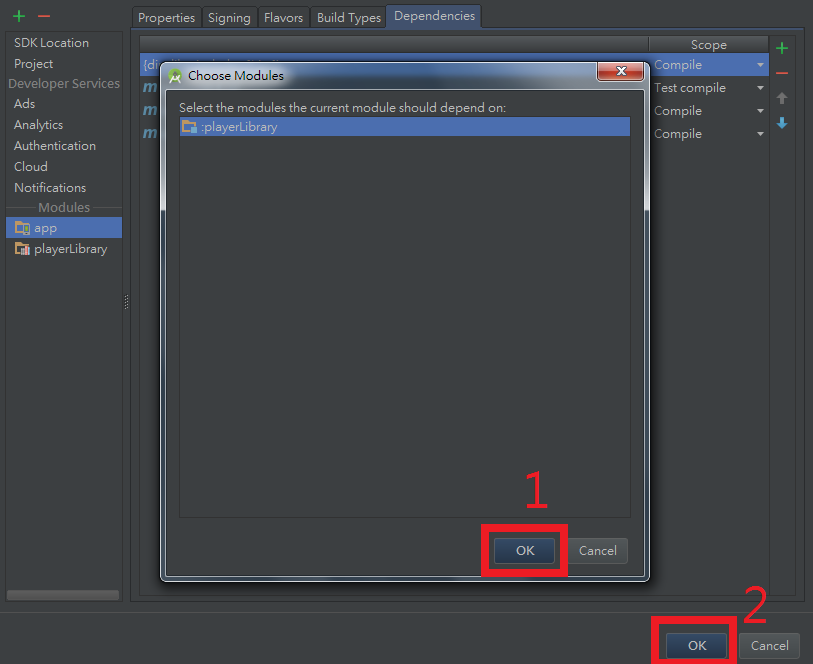 Properties
Signing
Flavors
Build Types
Dependencies
SDK Location
Project
Developer Services
Ads
Analytics
Authentication
Cloud
Notifications
Modules
app
playerLibrary
Scope
Compile
m Test compile
m Compile
m Compile
Choose Modules
Select the modules the current module should depend on:
:playerLibrary
1
OK
Cancel
2
OK
Cancel